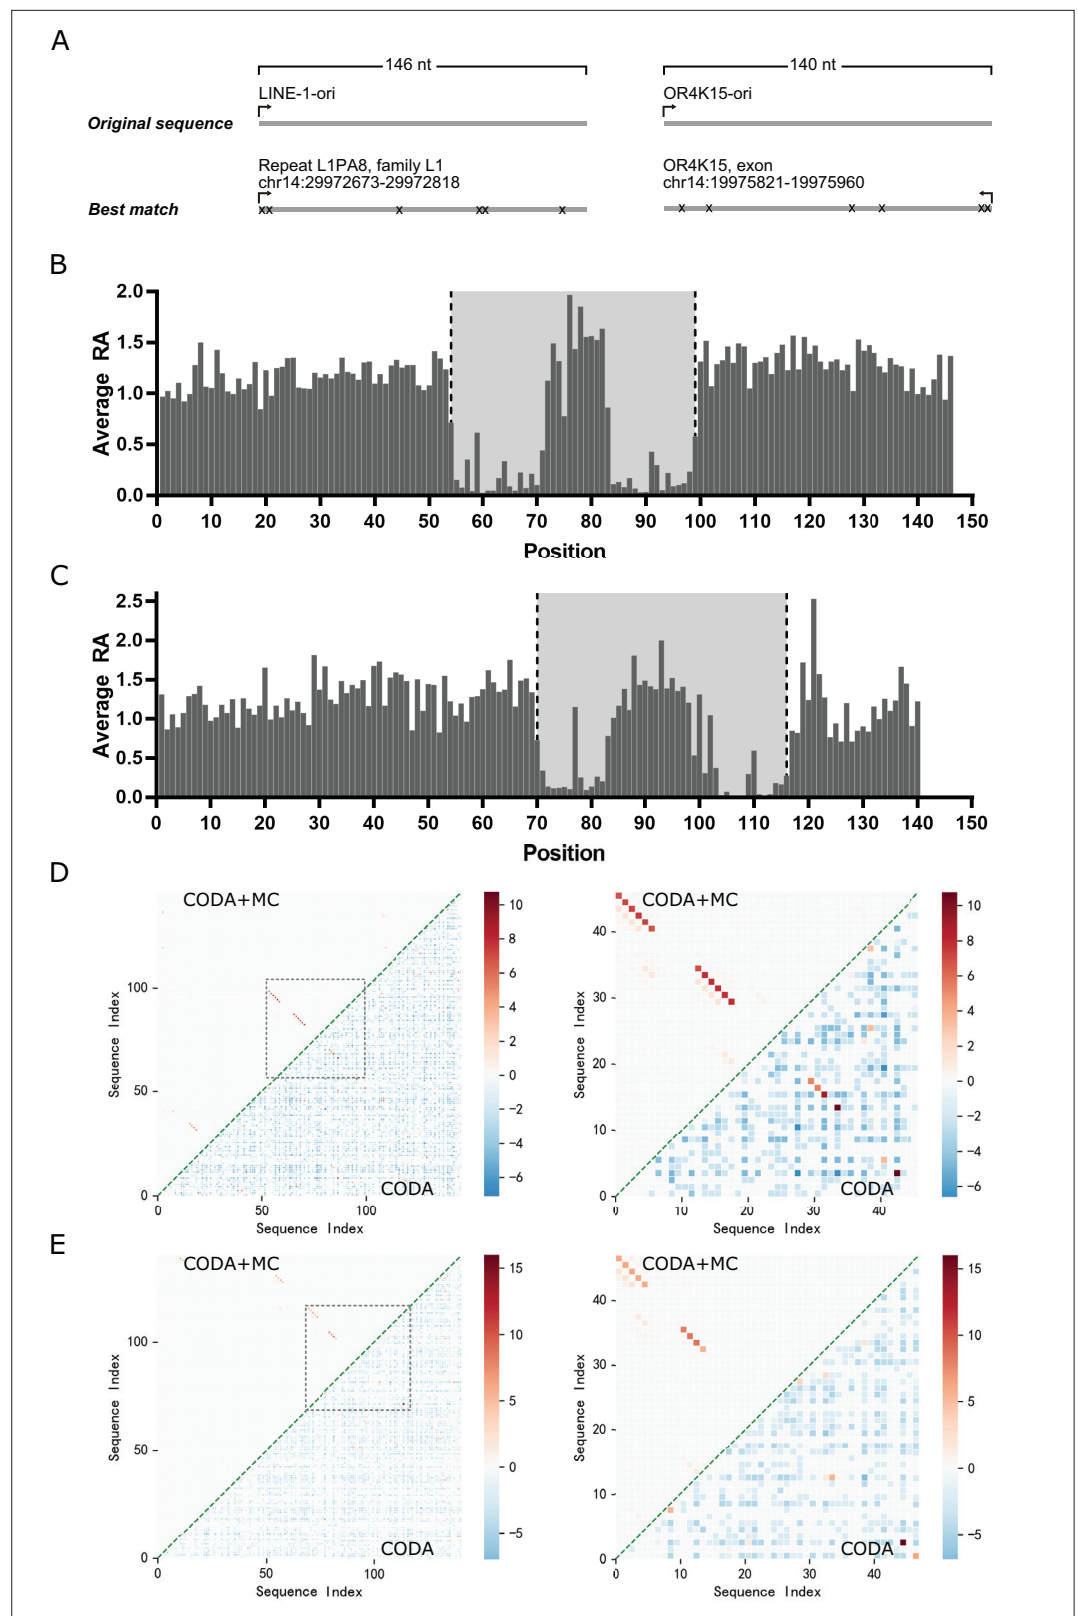 A
146 nt
140 nt
LINE-1-ori
OR4K15-ori
Original sequence
Repeat L1PA8, family L1
chr14:29972673-29972818
OR4K15, exon
chr14:19975821-19975960
Best match
x x x x x x
x x x x x x
B
Average RA
2.0
1.5
1.0
0.5
0.0
0 10 20 30 40 50 60 70 80 90 100 110 120 130 140 150
Position
C
Average RA
2.5
2.0
1.5
1.0
0.5
0.0
0 10 20 30 40 50 60 70 80 90 100 110 120 130 140 150
Position
D
CODA+MC
CODA
Sequence Index
100
50
0
0 50 100
Sequence Index
10
8
6
4
2
0
−2
−4
−6
CODA+MC
CODA
Sequence Index
40
30
20
10
0
0 10 20 30 40
Sequence Index
10
8
6
4
2
0
−2
−4
−6
E
CODA+MC
CODA
Sequence Index
100
50
0
0 50 100
Sequence Index
15
10
5
0
−5
CODA+MC
CODA
Sequence Index
40
30
20
10
0
0 10 20 30 40
Sequence Index
15
10
5
0
−5